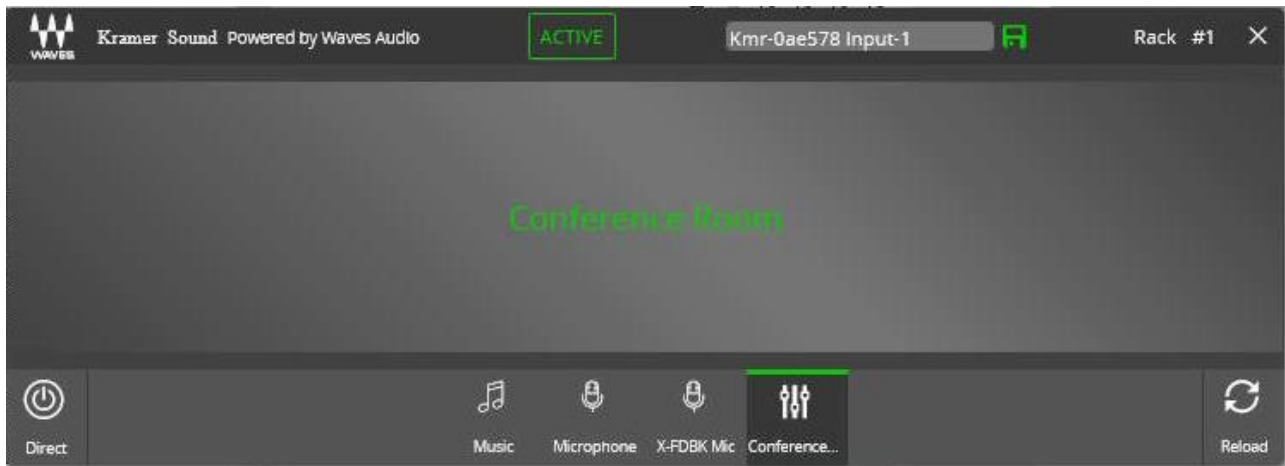 WAVES
Kramer Sound Powered by Waves Audio
ACTIVE
Kmr-0ae578 Input-1
Rack #1
Conference Room
Direct
Music
Microphone
X-FDBK Mic
Conference...
Reload